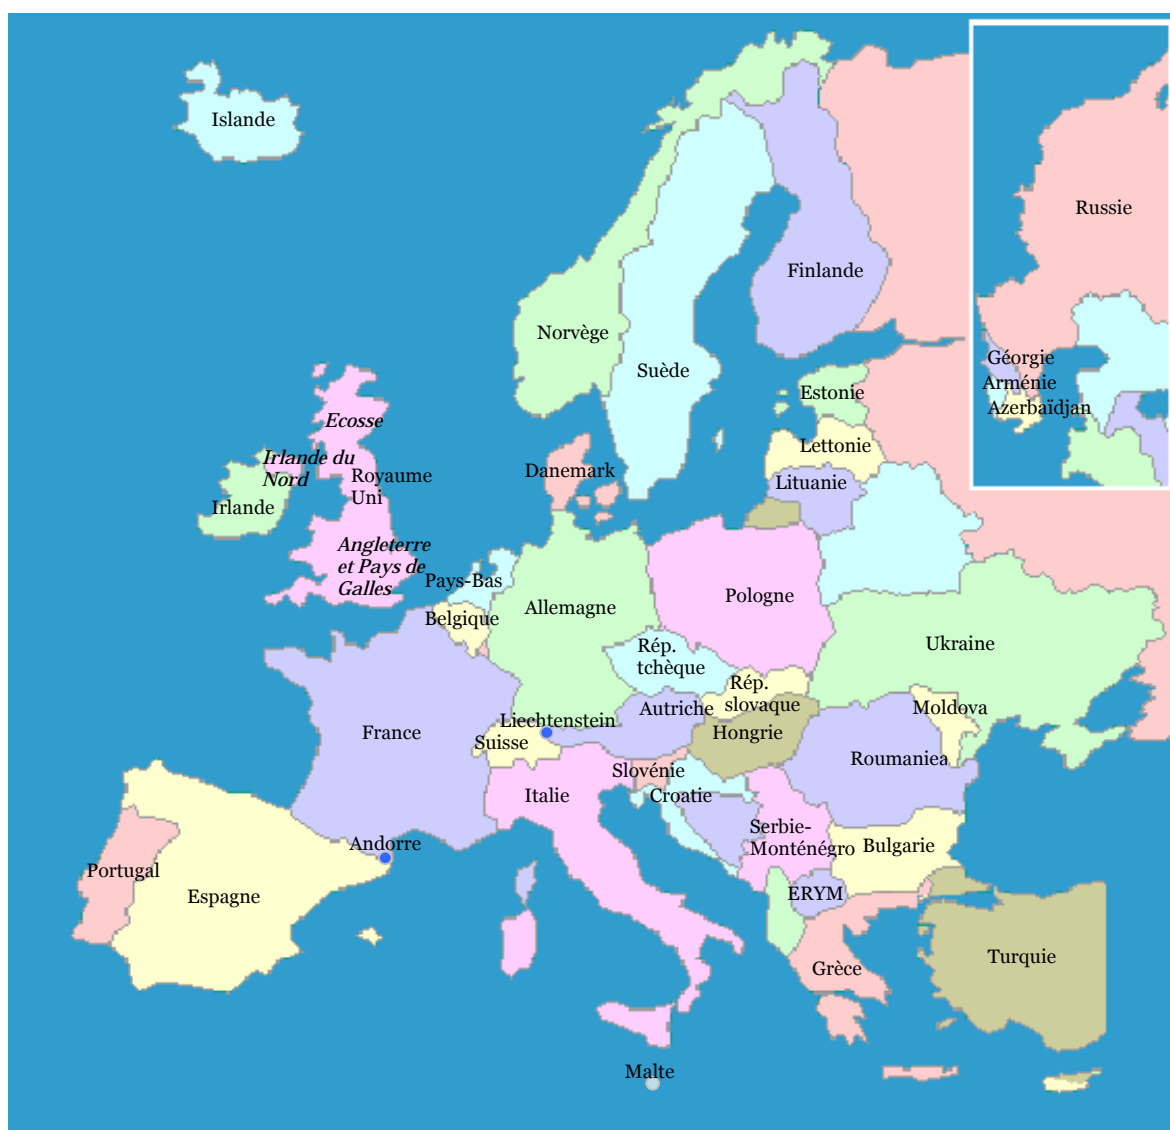 Islande
Russie
Finlande
Norvège
Géorgie
Suède
Arménie
Estonie
Azerbaïdjan
Ecosse
Lettonie
Irlande du
Nord
Danemark
Royaume
Uni
Lituanie
Irlande
Angleterre
et Pays de
Galles
Pays-Bas
Pologne
Allemagne
Belgique
Ukraine
Rép.
tchèque
Rép.
slovaque
Autriche
Moldova
Liechtenstein
France
Suisse
Hongrie
Roumaniea
Slovénie
Italie
Croatie
Serbie-
Monténégro
Andorre
Bulgarie
Portugal
Espagne
ERYM
Turquie
Grèce
Malte